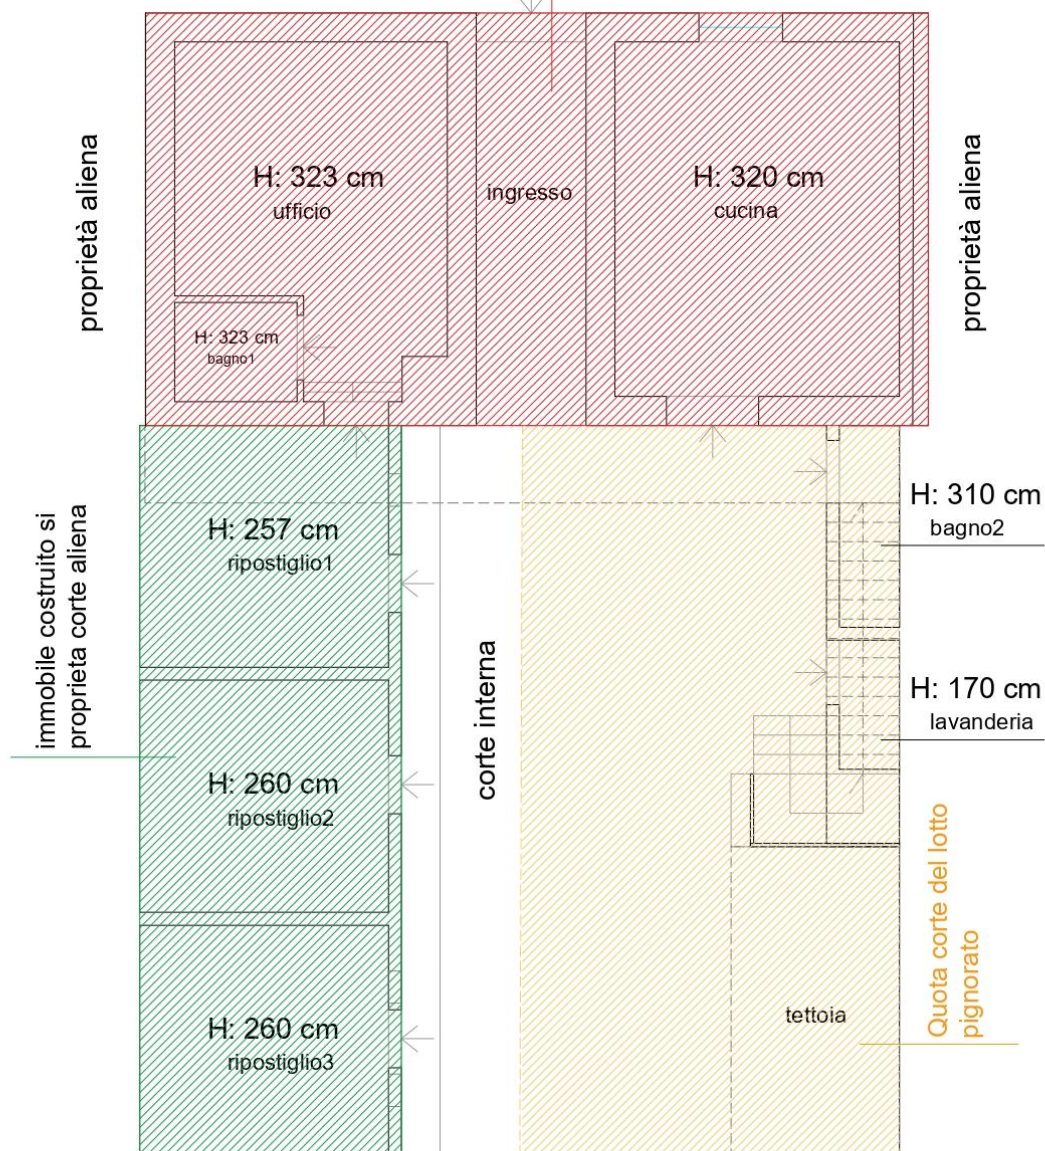 proprietà aliena
H: 323 cm
ufficio
ingresso
H: 320 cm
cucina
proprietà aliena
H: 323 cm
bagno1
immobile costruito si
proprieta corte aliena
H: 257 cm
ripostiglio1
H: 310 cm
bagno2
corte interna
H: 170 cm
lavanderia
H: 260 cm
ripostiglio2
Quota corte del lotto
pignorato
H: 260 cm
ripostiglio3
tettoia